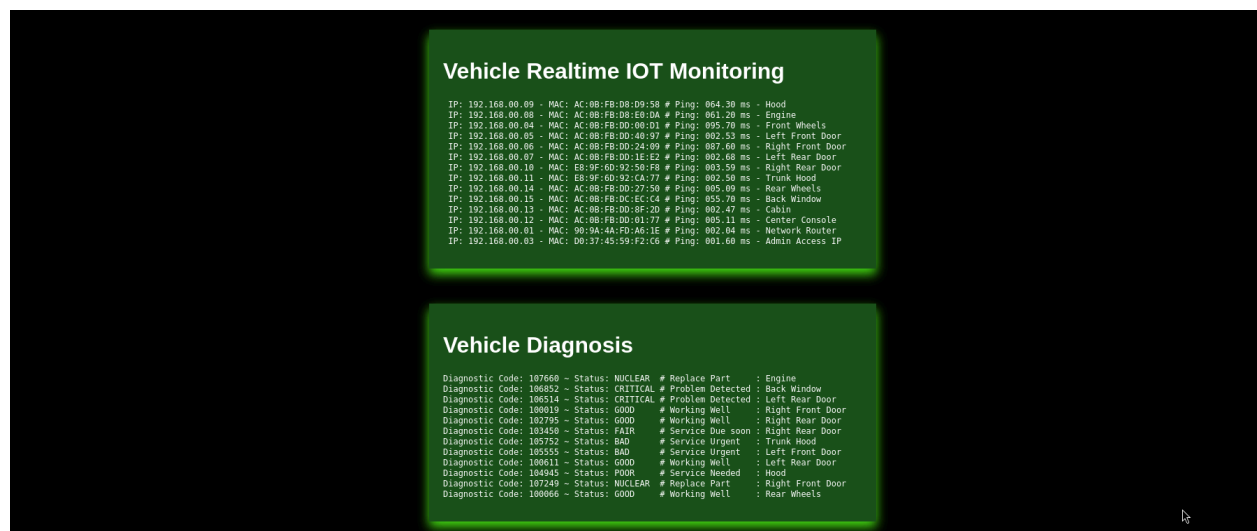 Vehicle Realtime IOT Monitoring
IP: 192.168.00.09 - MAC: AC:0B:FB:D8:D9:58 # Ping: 064.30 ms - Hood
IP: 192.168.00.08 - MAC: AC:0B:FB:D8:E0:DA # Ping: 061.20 ms - Engine
IP: 192.168.00.04 - MAC: AC:0B:FB:DD:00:D1 # Ping: 095.70 ms - Front Wheels
IP: 192.168.00.05 - MAC: AC:0B:FB:DD:40:97 # Ping: 002.53 ms - Left Front Door
IP: 192.168.00.06 - MAC: AC:0B:FB:DD:24:09 # Ping: 087.60 ms - Right Front Door
IP: 192.168.00.07 - MAC: AC:0B:FB:DD:1E:E2 # Ping: 002.68 ms - Left Rear Door
IP: 192.168.00.10 - MAC: E8:9F:6D:92:50:F8 # Ping: 003.59 ms - Right Rear Door
IP: 192.168.00.11 - MAC: E8:9F:6D:92:CA:77 # Ping: 002.50 ms - Trunk Hood
IP: 192.168.00.14 - MAC: AC:0B:FB:DD:27:50 # Ping: 005.09 ms - Rear Wheels
IP: 192.168.00.15 - MAC: AC:0B:FB:DC:EC:C4 # Ping: 055.70 ms - Back Window
IP: 192.168.00.13 - MAC: AC:0B:FB:DD:8F:2D # Ping: 002.47 ms - Cabin
IP: 192.168.00.12 - MAC: AC:0B:FB:DD:01:77 # Ping: 005.11 ms - Center Console
IP: 192.168.00.01 - MAC: 90:9A:4A:FD:A6:1E # Ping: 002.04 ms - Network Router
IP: 192.168.00.03 - MAC: D0:37:45:59:F2:C6 # Ping: 001.60 ms - Admin Access IP
Vehicle Diagnosis
Diagnostic Code: 107660 ~ Status: NUCLEAR # Replace Part : Engine
Diagnostic Code: 106852 ~ Status: CRITICAL # Problem Detected : Back Window
Diagnostic Code: 106514 ~ Status: CRITICAL # Problem Detected : Left Rear Door
Diagnostic Code: 100019 ~ Status: GOOD # Working Well : Right Front Door
Diagnostic Code: 102795 ~ Status: GOOD # Working Well : Right Rear Door
Diagnostic Code: 103450 ~ Status: FAIR # Service Due soon : Right Rear Door
Diagnostic Code: 105752 ~ Status: BAD # Service Urgent : Trunk Hood
Diagnostic Code: 105555 ~ Status: BAD # Service Urgent : Left Front Door
Diagnostic Code: 100611 ~ Status: GOOD # Working Well : Left Rear Door
Diagnostic Code: 104945 ~ Status: POOR # Service Needed : Hood
Diagnostic Code: 107249 ~ Status: NUCLEAR # Replace Part : Right Front Door
Diagnostic Code: 100066 ~ Status: GOOD # Working Well : Rear Wheels